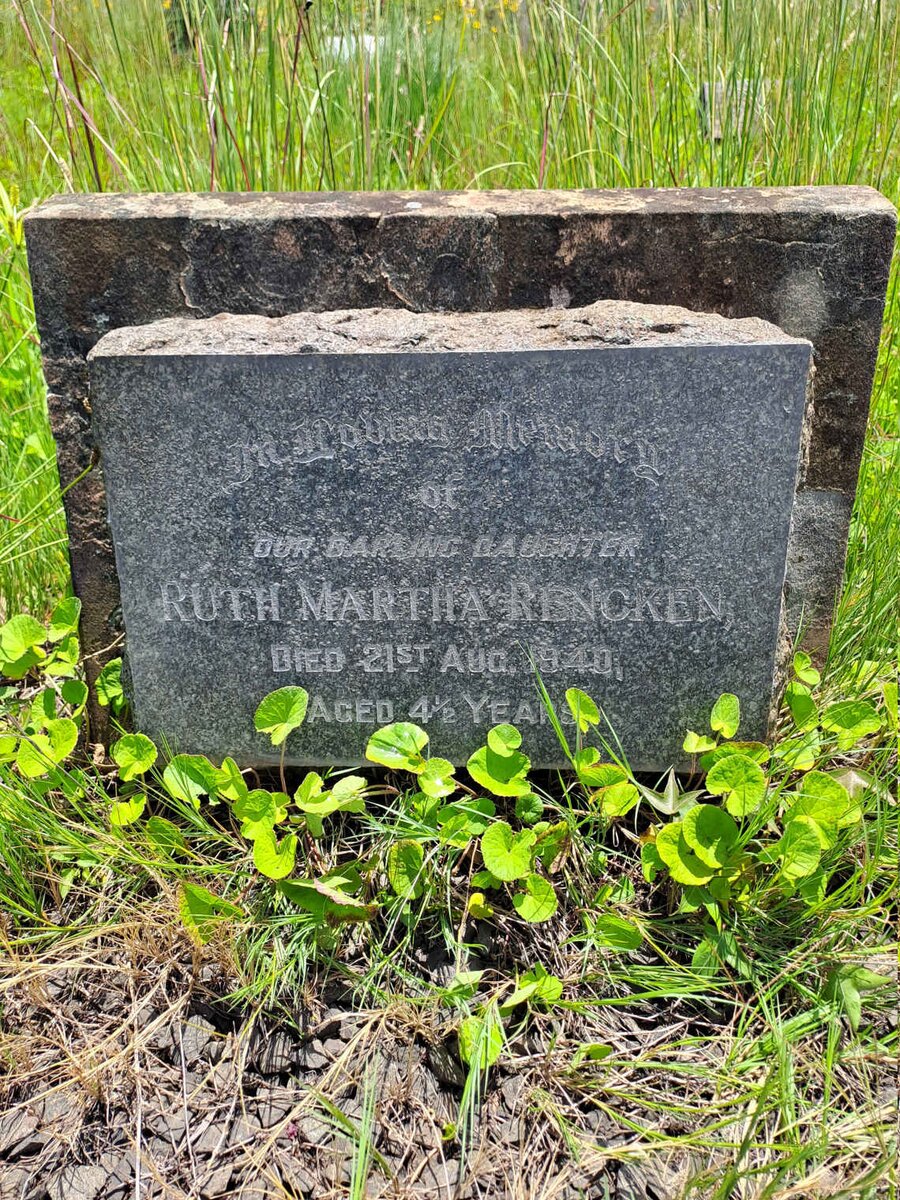 In Loving Memory
of
OUR DARLING DAUGHTER
RUTH MARTHA RENCKEN,
DIED 21ST AUG. 1940,
AGED 4½ YEARS